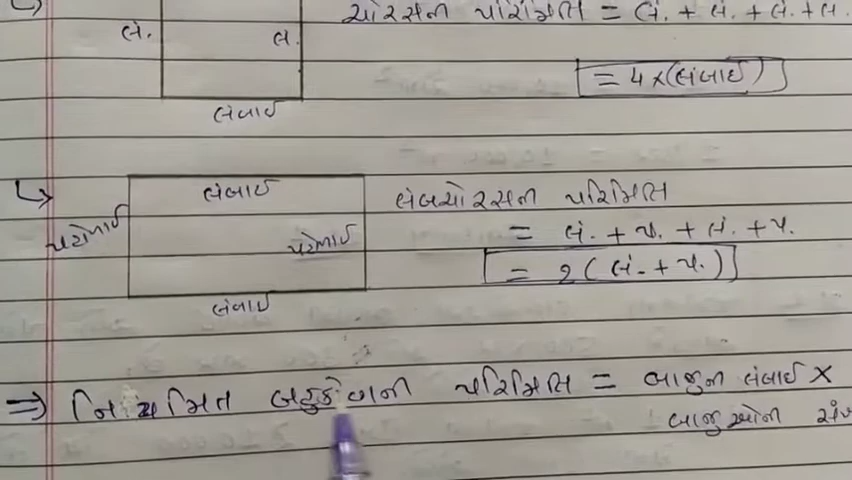 ચોરસની પરિમિતિ = લં. + લં. + લં. + લં.
લં.
લં.
= 4 x (લંબાઈ)
લંબાઈ
લંબાઈ
લંબચોરસની પરિમિતિ
પહોળાઈ
પહોળાઈ
= લં. + પ. + લં. + પ.
= 2 ( લં. + પ. )
લંબાઈ
⇒ નિયમિત બહુકોણની પરિમિતિ = બાજુની લંબાઈ ×
બાજુઓની